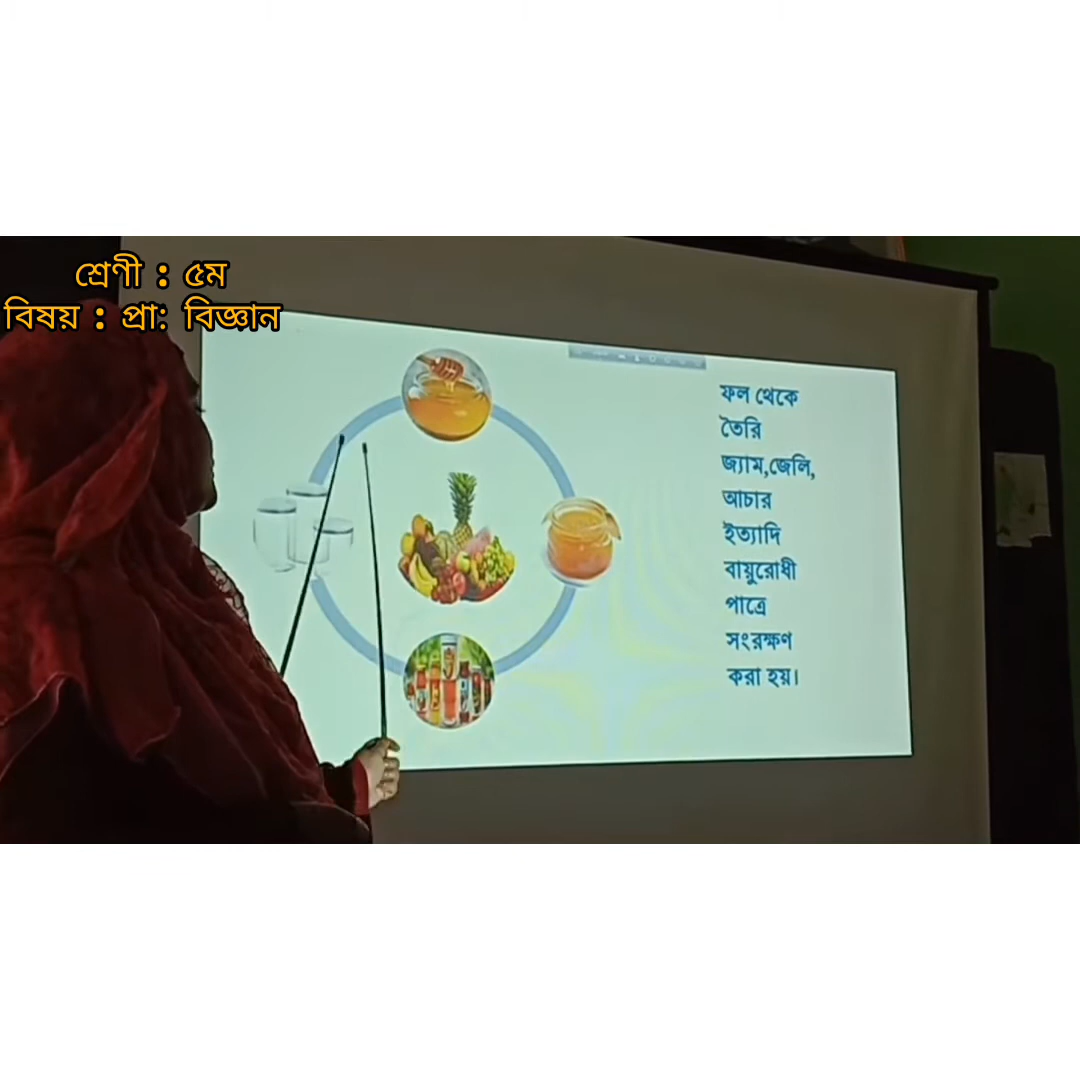 শ্রেণী : ৫ম
বিষয় : প্রা: বিজ্ঞান
ফল থেকে
তৈরি
জ্যাম,জেলি,
আচার
ইত্যাদি
বায়ুরোধী
পাত্রে
সংরক্ষণ
করা হয়।